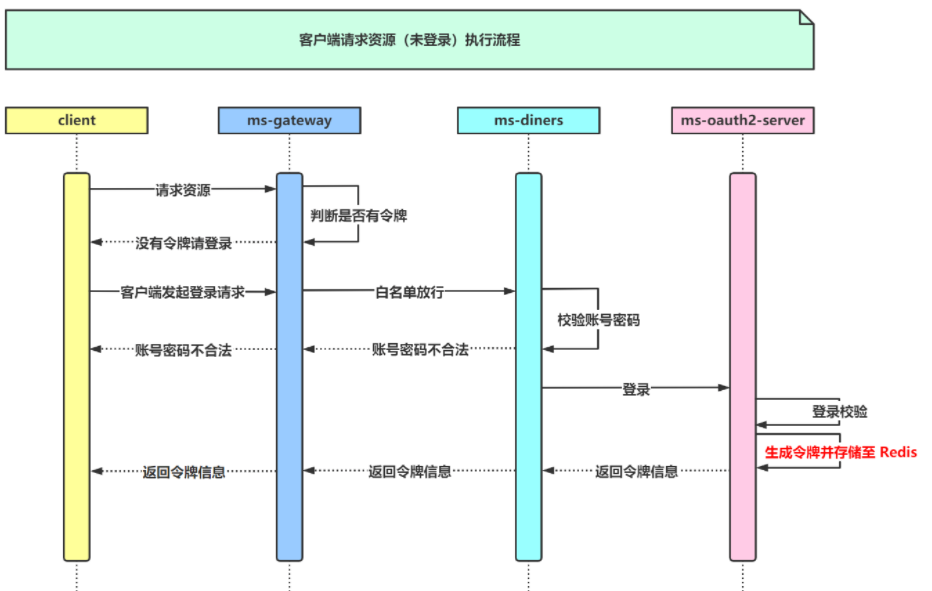 客户端请求资源（未登录）执行流程
client
ms-gateway
ms-diners
ms-oauth2-server
请求资源
判断是否有令牌
没有令牌请登录
客户端发起登录请求
白名单放行
校验账号密码
账号密码不合法
账号密码不合法
登录
登录校验
生成令牌并存储至 Redis
返回令牌信息
返回令牌信息
返回令牌信息